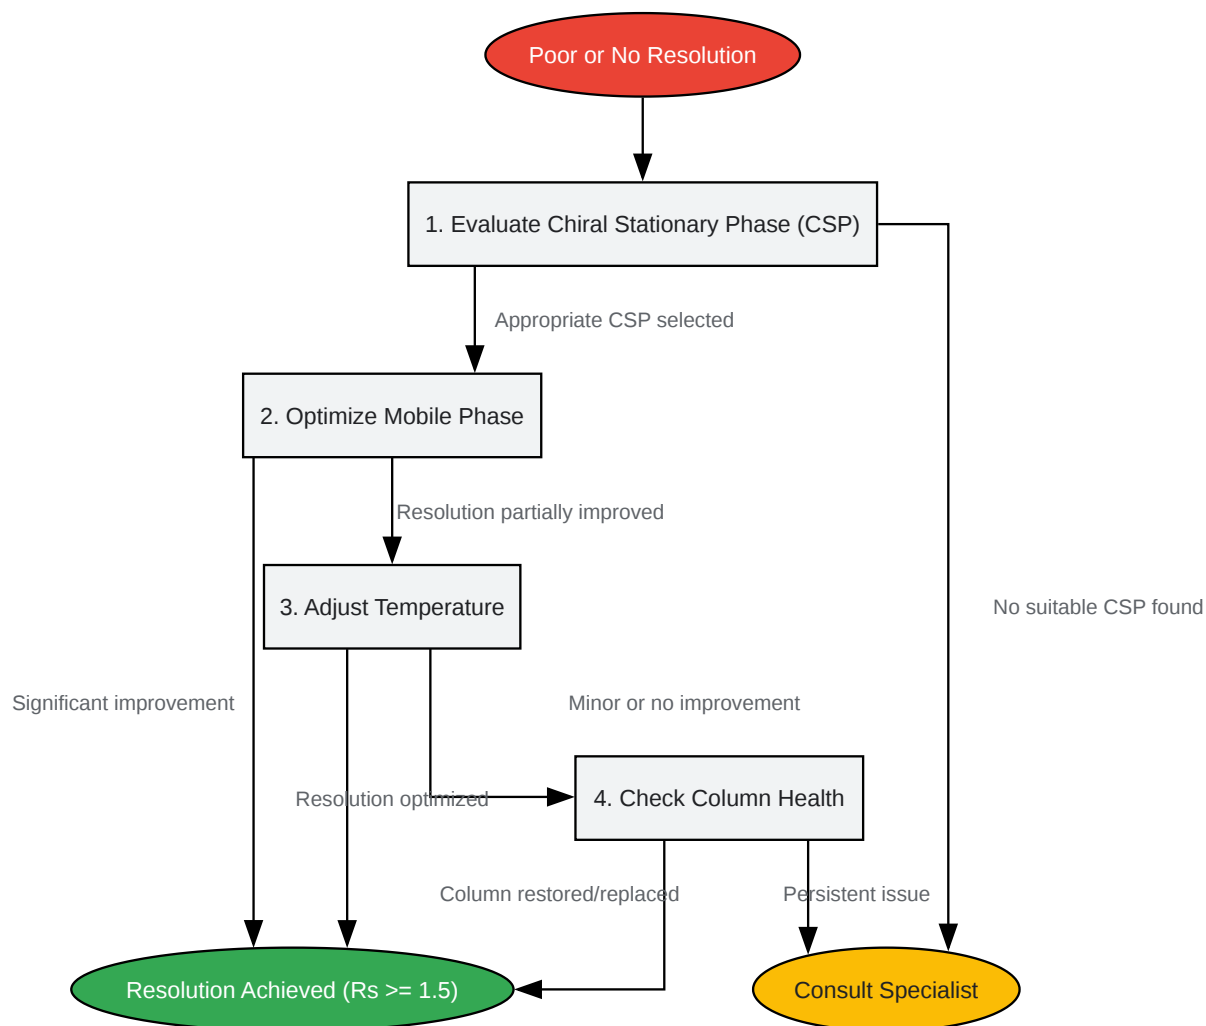 Poor or No Resolution
1. Evaluate Chiral Stationary Phase (CSP)
Appropriate CSP selected
2. Optimize Mobile Phase
Resolution partially improved
3. Adjust Temperature
No suitable CSP found
Significant improvement
Minor or no improvement
Resolution optimized
4. Check Column Health
Column restored/replaced
Persistent issue
Resolution Achieved (Rs >= 1.5)
Consult Specialist